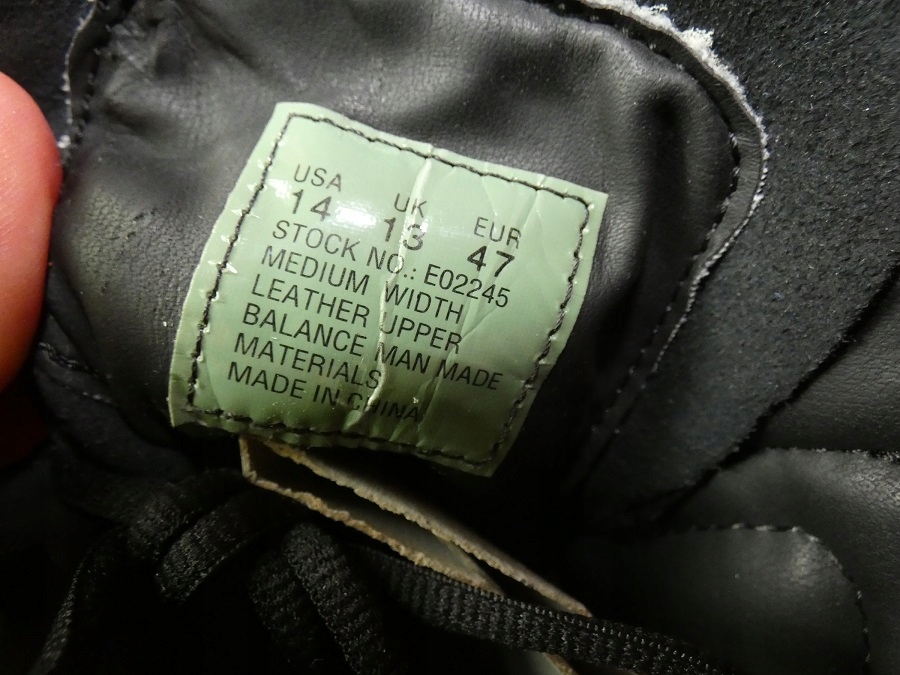 USA UK EUR
14 13 47
STOCK NO.: E02245
MEDIUM WIDTH
LEATHER UPPER
BALANCE MAN MADE
MATERIALS
MADE IN CHINA